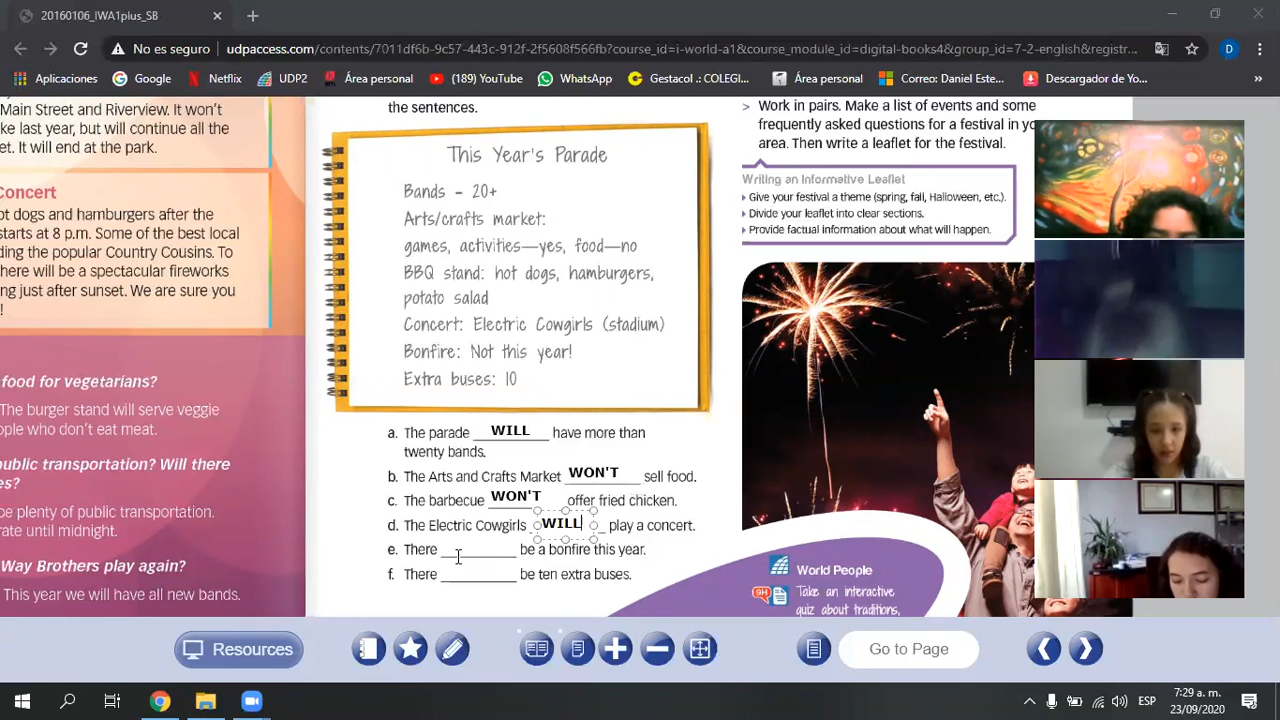 20160106_IWA1plus_SB
No es seguro
udpaccess.com/contents/7011df6b-9c57-443c-912f-2f5608f566fb?course_id=i-world-a1&course_module_id=digital-books4&group_id=7-2-english&registr...
D
Aplicaciones
Google
Netflix
UDP2
Área personal
(189) YouTube
WhatsApp
Gestacol .: COLEGI...
Área personal
Correo: Daniel Este...
Descargador de Yo...
Main Street and Riverview. It won't
ke last year, but will continue all the
et. It will end at the park.
Concert
ot dogs and hamburgers after the
starts at 8 p.m. Some of the best local
ding the popular Country Cousins. To
here will be a spectacular fireworks
ng just after sunset. We are sure you
!
food for vegetarians?
The burger stand will serve veggie
ople who don't eat meat.
public transportation? Will there
es?
be plenty of public transportation.
rate until midnight.
Way Brothers play again?
This year we will have all new bands.
the sentences.
This Year's Parade
Bands - 20+
Arts/crafts market:
games, activities—yes, food—no
BBQ stand: hot dogs, hamburgers,
potato salad
Concert: Electric Cowgirls (stadium)
Bonfire: Not this year!
Extra buses: 10
a. The parade WILL have more than
twenty bands.
b. The Arts and Crafts Market WON'T sell food.
c. The barbecue WON'T offer fried chicken.
d. The Electric Cowgirls WILL play a concert.
e. There ____________ be a bonfire this year.
f. There ____________ be ten extra buses.
> Work in pairs. Make a list of events and some
frequently asked questions for a festival in yo
area. Then write a leaflet for the festival.
Writing an Informative Leaflet
Give your festival a theme (spring, fall, Halloween, etc.).
Divide your leaflet into clear sections.
Provide factual information about what will happen.
World People
9H
Take an interactive
quiz about traditions,
Resources
Go to Page
ESP
7:29 a. m.
23/09/2020